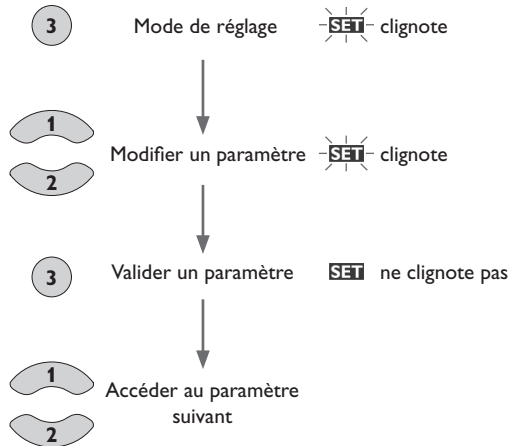 3 Mode de réglage SET clignote
1
Modifier un paramètre SET clignote
2
3 Valider un paramètre SET ne clignote pas
1
Accéder au paramètre
suivant
2